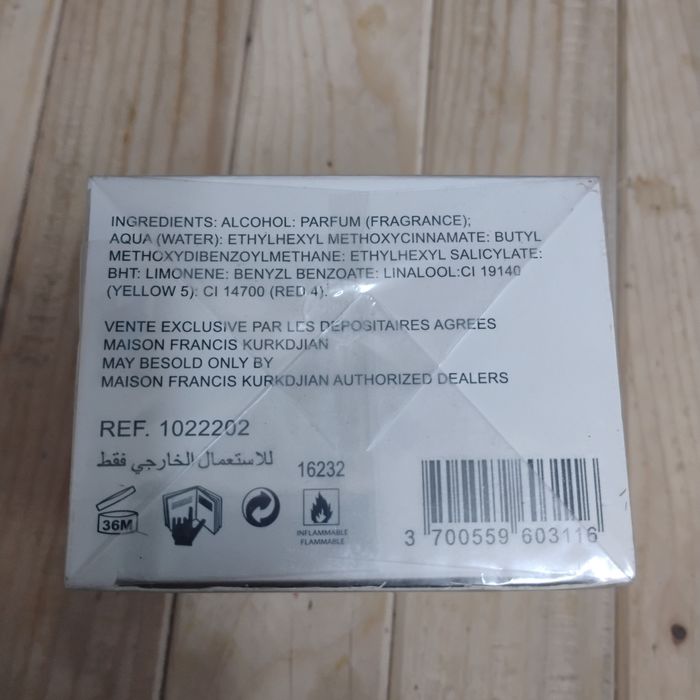 INGREDIENTS: ALCOHOL: PARFUM (FRAGRANCE);
AQUA (WATER): ETHYLHEXYL METHOXYCINNAMATE: BUTYL
METHOXYDIBENZOYLMETHANE: ETHYLHEXYL SALICYLATE:
BHT: LIMONENE: BENYZL BENZOATE: LINALOOL:CI 19140
(YELLOW 5): CI 14700 (RED 4).
VENTE EXCLUSIVE PAR LES DEPOSITAIRES AGREES
MAISON FRANCIS KURKDJIAN
MAY BESOLD ONLY BY
MAISON FRANCIS KURKDJIAN AUTHORIZED DEALERS
REF. 1022202
للاستعمال الخارجي فقط
16232
36M
INFLAMMABLE
FLAMMABLE
3 700559 603116